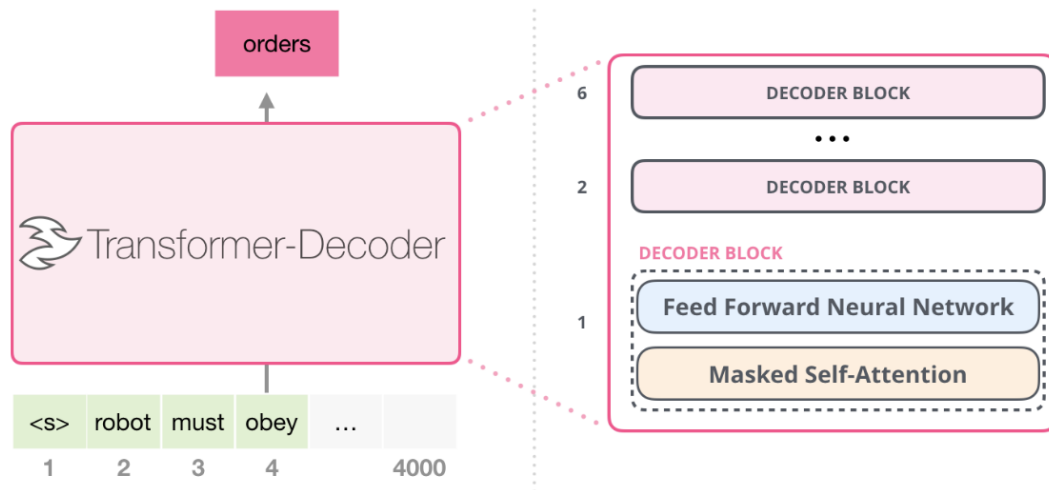 orders
Transformer-Decoder
<s> robot must obey ...
1 2 3 4 4000
6 DECODER BLOCK
...
2 DECODER BLOCK
DECODER BLOCK
1
Feed Forward Neural Network
Masked Self-Attention